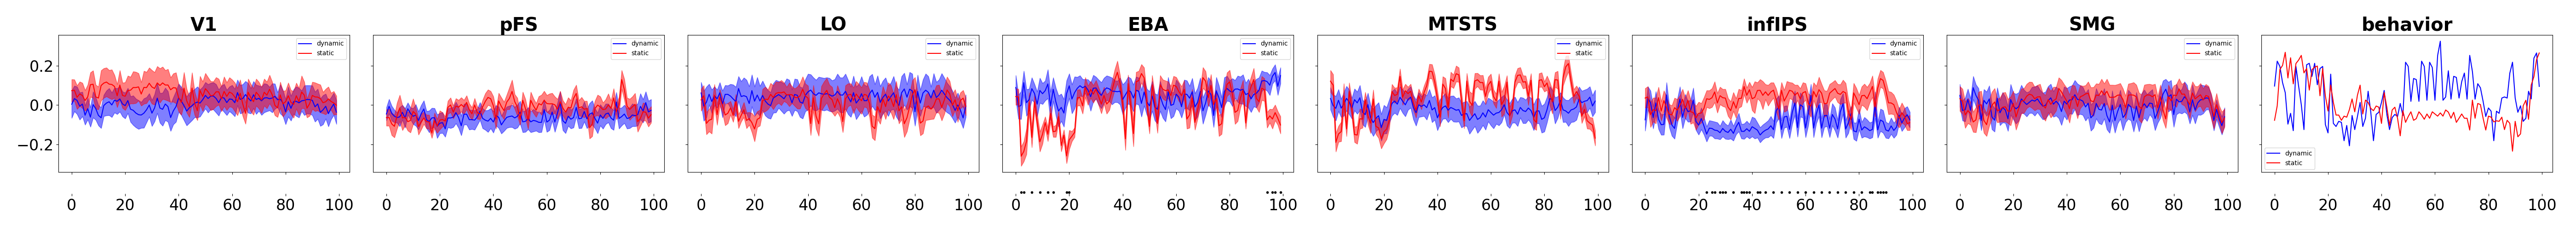 V1 pFS LO EBA MTSTS infIPS SMG behavior
dynamic dynamic dynamic dynamic dynamic dynamic dynamic
static static static static static static static
0.2
0.0
−0.2
dynamic
static
0 20 40 60 80 100 0 20 40 60 80 100 0 20 40 60 80 100 0 20 40 60 80 100 0 20 40 60 80 100 0 20 40 60 80 100 0 20 40 60 80 100 0 20 40 60 80 100